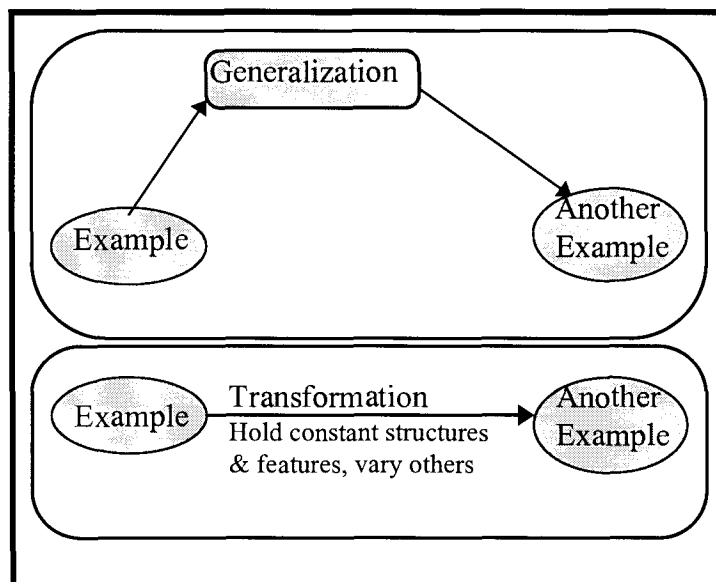 Generalization
Example
Another
Example
Example
Transformation
Hold constant structures
& features, vary others
Another
Example